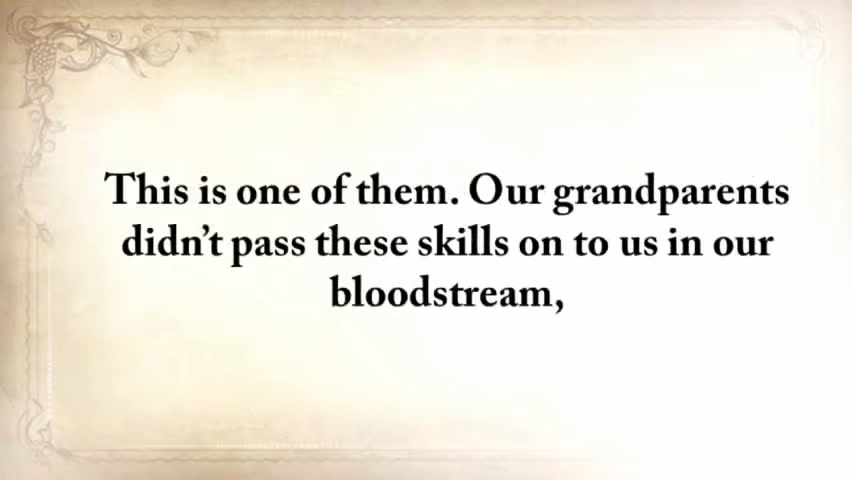 This is one of them. Our grandparents
didn’t pass these skills on to us in our
bloodstream,